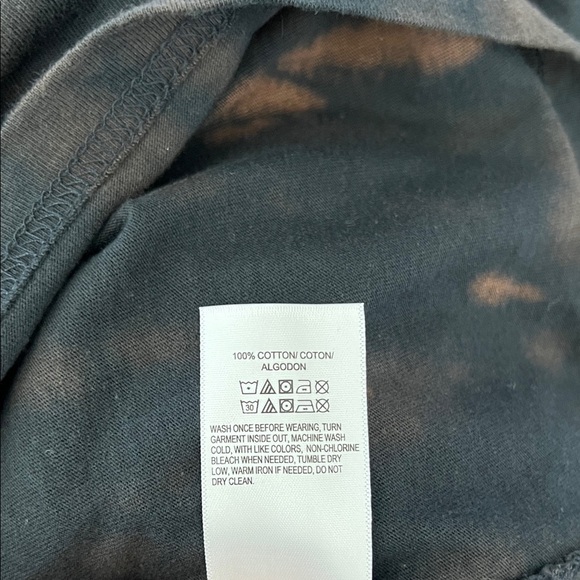 100% COTTON/ COTON/
ALGODON
30
WASH ONCE BEFORE WEARING, TURN
GARMENT INSIDE OUT, MACHINE WASH
COLD, WITH LIKE COLORS, NON-CHLORINE
BLEACH WHEN NEEDED, TUMBLE DRY
LOW, WARM IRON IF NEEDED, DO NOT
DRY CLEAN.